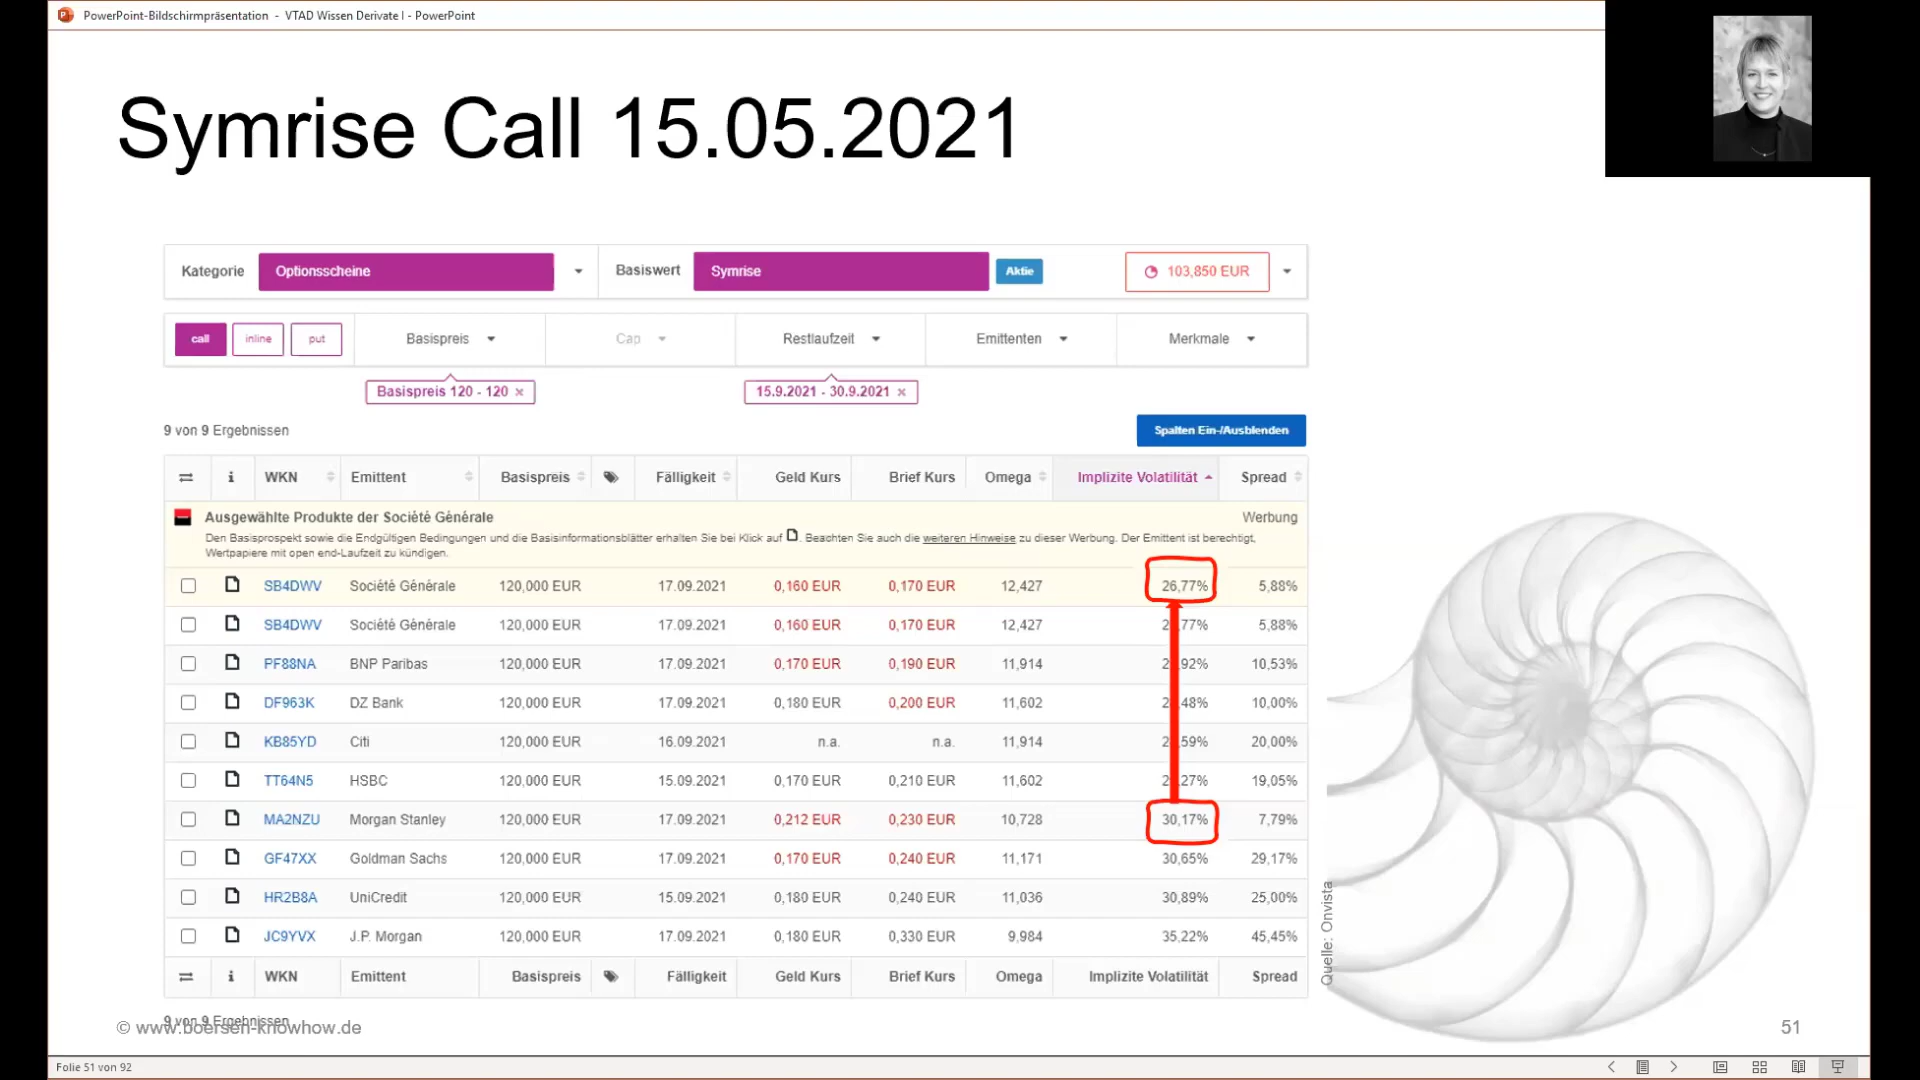 PowerPoint-Bildschirmpräsentation - VTAD Wissen Derivate I - PowerPoint
Symrise Call 15.05.2021
Kategorie Optionsscheine Basiswert Symrise Aktie 103,850 EUR
call inline put Basispreis Cap Restlaufzeit Emittenten Merkmale
Basispreis 120 - 120 × 15.9.2021 - 30.9.2021 ×
9 von 9 Ergebnissen Spalten Ein-/Ausblenden
WKN Emittent Basispreis Fälligkeit Geld Kurs Brief Kurs Omega Implizite Volatilität Spread
Ausgewählte Produkte der Société Générale Werbung
Den Basisprospekt sowie die Endgültigen Bedingungen und die Basisinformationsblätter erhalten Sie bei Klick auf . Beachten Sie auch die weiteren Hinweise zu dieser Werbung. Der Emittent ist berechtigt,
Wertpapiere mit open end-Laufzeit zu kündigen.
SB4DWV Société Générale 120,000 EUR 17.09.2021 0,160 EUR 0,170 EUR 12,427 26,77% 5,88%
SB4DWV Société Générale 120,000 EUR 17.09.2021 0,160 EUR 0,170 EUR 12,427 5,88%
PF88NA BNP Paribas 120,000 EUR 17.09.2021 0,170 EUR 0,190 EUR 11,914 10,53%
DF963K DZ Bank 120,000 EUR 17.09.2021 0,180 EUR 0,200 EUR 11,602 10,00%
KB85YD Citi 120,000 EUR 16.09.2021 n.a. n.a. 11,914 20,00%
TT64N5 HSBC 120,000 EUR 15.09.2021 0,170 EUR 0,210 EUR 11,602 19,05%
MA2NZU Morgan Stanley 120,000 EUR 17.09.2021 0,212 EUR 0,230 EUR 10,728 30,17% 7,79%
GF47XX Goldman Sachs 120,000 EUR 17.09.2021 0,170 EUR 0,240 EUR 11,171 30,65% 29,17%
HR2B8A UniCredit 120,000 EUR 15.09.2021 0,180 EUR 0,240 EUR 11,036 30,89% 25,00%
JC9YVX J.P. Morgan 120,000 EUR 17.09.2021 0,180 EUR 0,330 EUR 9,984 35,22% 45,45%
WKN Emittent Basispreis Fälligkeit Geld Kurs Brief Kurs Omega Implizite Volatilität Spread
Quelle: Onvista
9 von 9 Ergebnissen
© www.boersen-knowhow.de 51
Folie 51 von 92